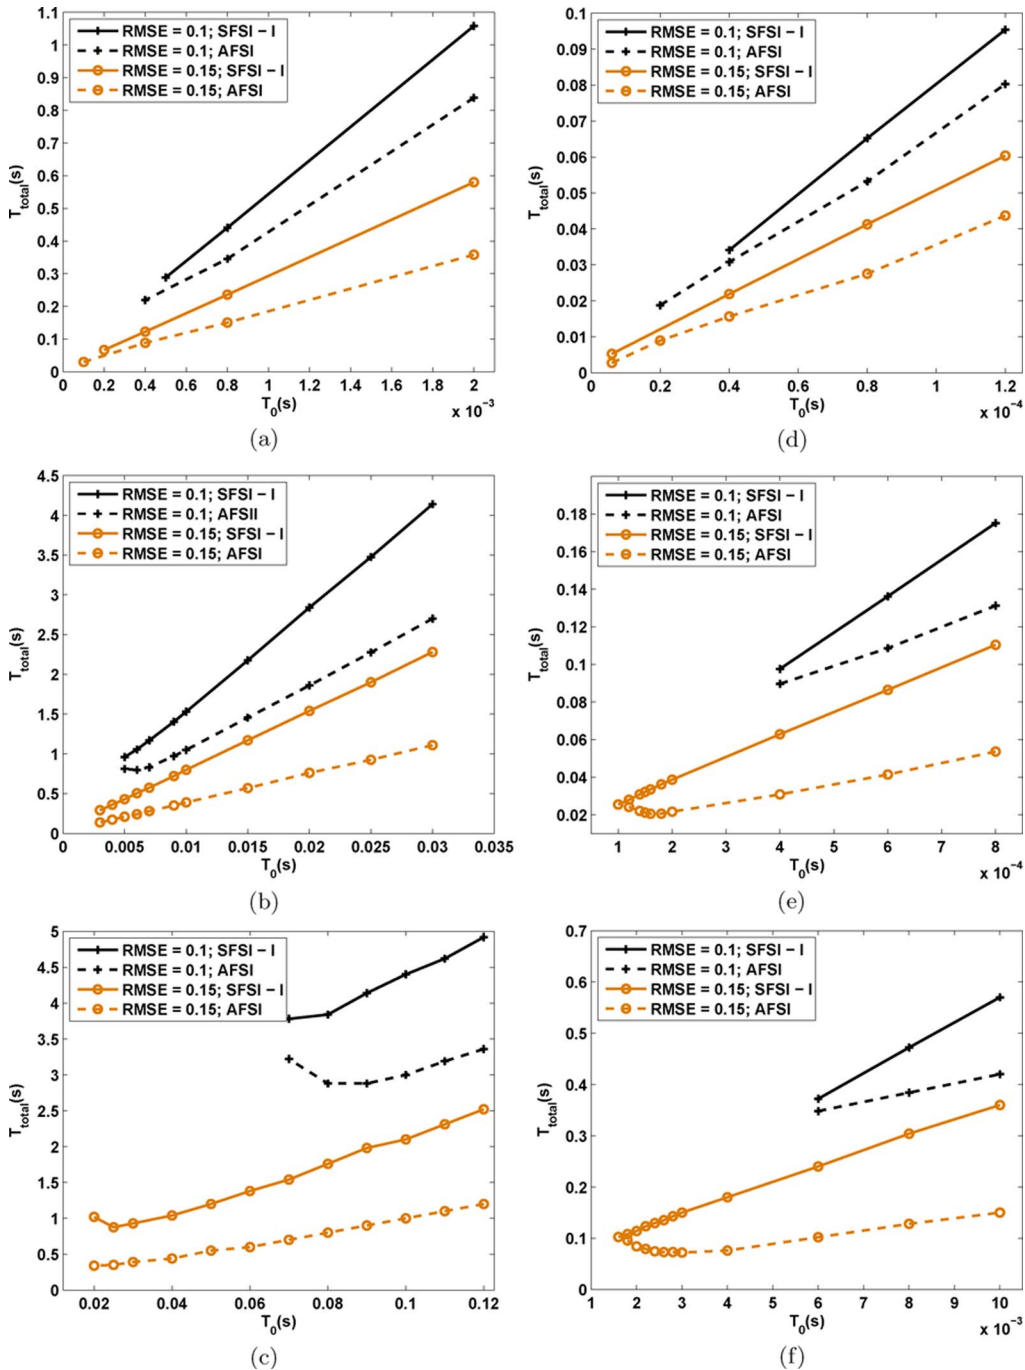 RMSE = 0.1; SFSI − I
RMSE = 0.1; AFSI
RMSE = 0.15; SFSI − I
RMSE = 0.15; AFSI
1.1
1
0.9
0.8
0.7
0.6
0.5
0.4
0.3
0.2
0.1
0
T_total(s)
0 0.2 0.4 0.6 0.8 1 1.2 1.4 1.6 1.8 2
T_0(s)
x 10^−3
(a)
RMSE = 0.1; SFSI − I
RMSE = 0.1; AFSI
RMSE = 0.15; SFSI − I
RMSE = 0.15; AFSI
0.1
0.09
0.08
0.07
0.06
0.05
0.04
0.03
0.02
0.01
0
T_total(s)
0 0.2 0.4 0.6 0.8 1 1.2
T_0(s)
x 10^−4
(d)
RMSE = 0.1; SFSI − I
RMSE = 0.1; AFSII
RMSE = 0.15; SFSI − I
RMSE = 0.15; AFSI
4.5
4
3.5
3
2.5
2
1.5
1
0.5
0
T_total(s)
0 0.005 0.01 0.015 0.02 0.025 0.03 0.035
T_0(s)
(b)
RMSE = 0.1; SFSI − I
RMSE = 0.1; AFSI
RMSE = 0.15; SFSI − I
RMSE = 0.15; AFSI
0.18
0.16
0.14
0.12
0.1
0.08
0.06
0.04
0.02
T_total(s)
1 2 3 4 5 6 7 8
T_0(s)
x 10^−4
(e)
RMSE = 0.1; SFSI − I
RMSE = 0.1; AFSI
RMSE = 0.15; SFSI − I
RMSE = 0.15; AFSI
5
4.5
4
3.5
3
2.5
2
1.5
1
0.5
0
T_total(s)
0.02 0.04 0.06 0.08 0.1 0.12
T_0(s)
(c)
RMSE = 0.1; SFSI − I
RMSE = 0.1; AFSI
RMSE = 0.15; SFSI − I
RMSE = 0.15; AFSI
0.7
0.6
0.5
0.4
0.3
0.2
0.1
0
T_total(s)
1 2 3 4 5 6 7 8 9 10
T_0(s)
x 10^−3
(f)